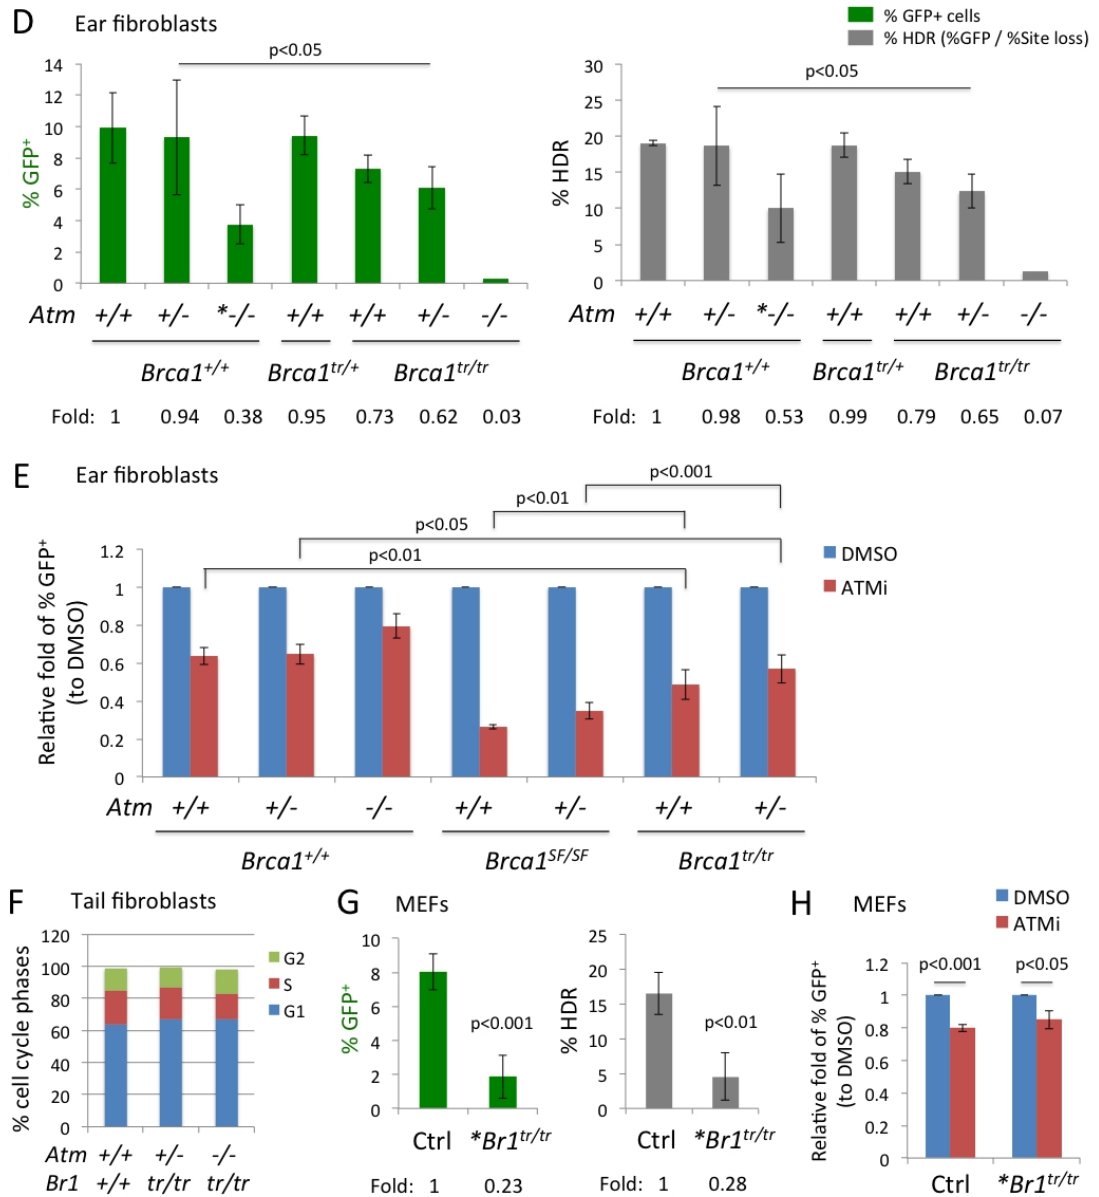 D Ear fibroblasts
% GFP+ cells
% HDR (%GFP / %Site loss)
p<0.05
14
12
10
8
6
4
2
0
% GFP+
Atm +/+ +/- *-/- +/+ +/+ +/- -/-
Brca1+/+ Brca1tr/+ Brca1tr/tr
Fold: 1 0.94 0.38 0.95 0.73 0.62 0.03
p<0.05
30
25
20
15
10
5
0
% HDR
Atm +/+ +/- *-/- +/+ +/+ +/- -/-
Brca1+/+ Brca1tr/+ Brca1tr/tr
Fold: 1 0.98 0.53 0.99 0.79 0.65 0.07
E Ear fibroblasts
p<0.001
p<0.01
p<0.05
p<0.01
DMSO
ATMi
1.2
1
0.8
0.6
0.4
0.2
0
Relative fold of % GFP+
(to DMSO)
Atm +/+ +/- -/- +/+ +/- +/+ +/-
Brca1+/+ Brca1SF/SF Brca1tr/tr
F Tail fibroblasts
120
100
80
60
40
20
0
% cell cycle phases
G2
S
G1
Atm +/+ +/- -/-
Br1 +/+ tr/tr tr/tr
G MEFs
10
8
6
4
2
0
% GFP+
p<0.001
Ctrl *Br1tr/tr
Fold: 1 0.23
25
20
15
10
5
0
% HDR
p<0.01
Ctrl *Br1tr/tr
Fold: 1 0.28
H MEFs
DMSO
ATMi
p<0.001 p<0.05
1.2
1
0.8
0.6
0.4
0.2
0
Relative fold of % GFP+
(to DMSO)
Ctrl *Br1tr/tr